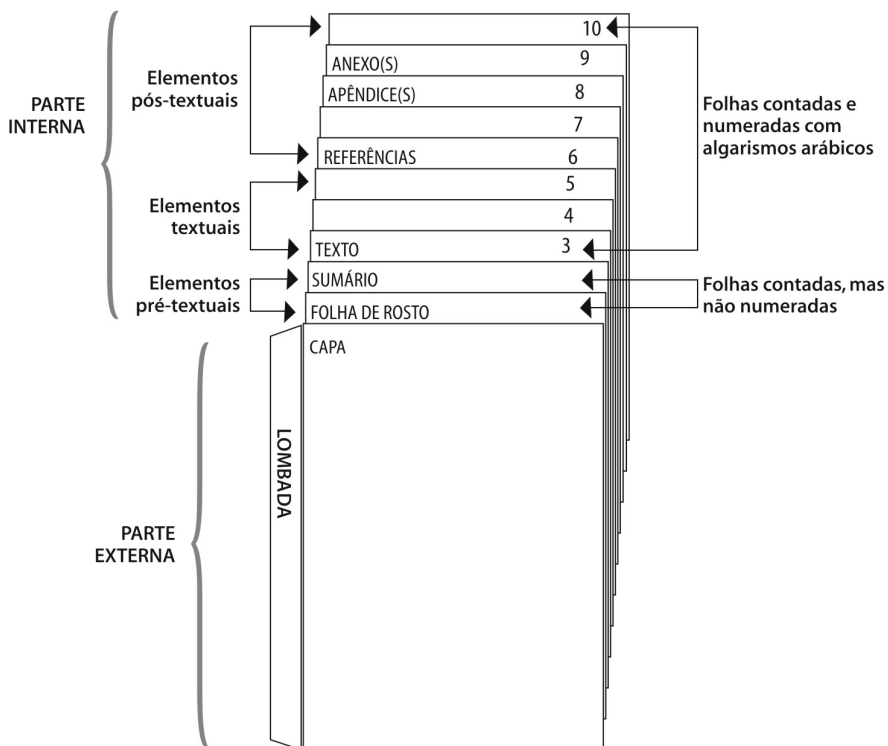 10
ANEXO(S) 9
Elementos
pós-textuais
APÊNDICE(S) 8
PARTE
INTERNA
7
Folhas contadas e
numeradas com
algarismos arábicos
REFERÊNCIAS 6
5
Elementos
textuais
4
TEXTO 3
Elementos
pré-textuais
SUMÁRIO
Folhas contadas, mas
não numeradas
FOLHA DE ROSTO
CAPA
LOMBADA
PARTE
EXTERNA